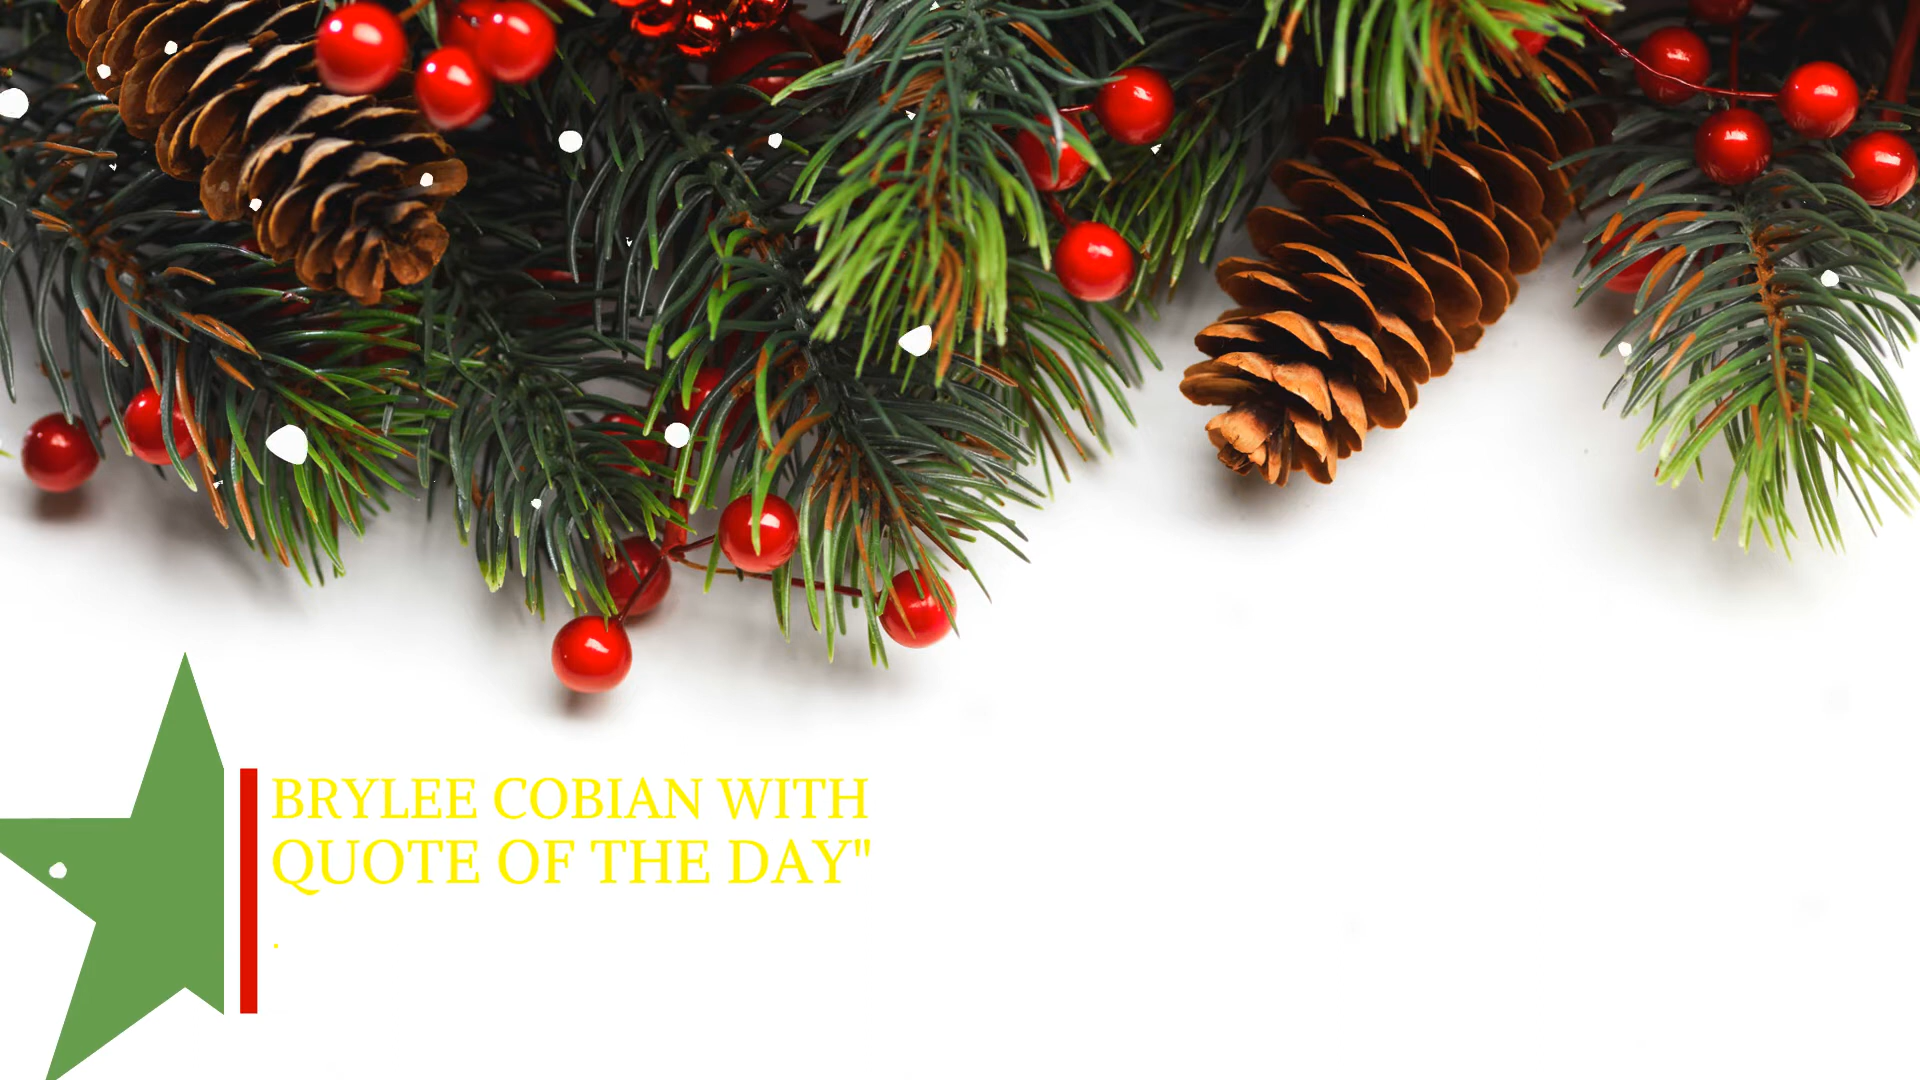 BRYLEE COBIAN WITH
QUOTE OF THE DAY"
.